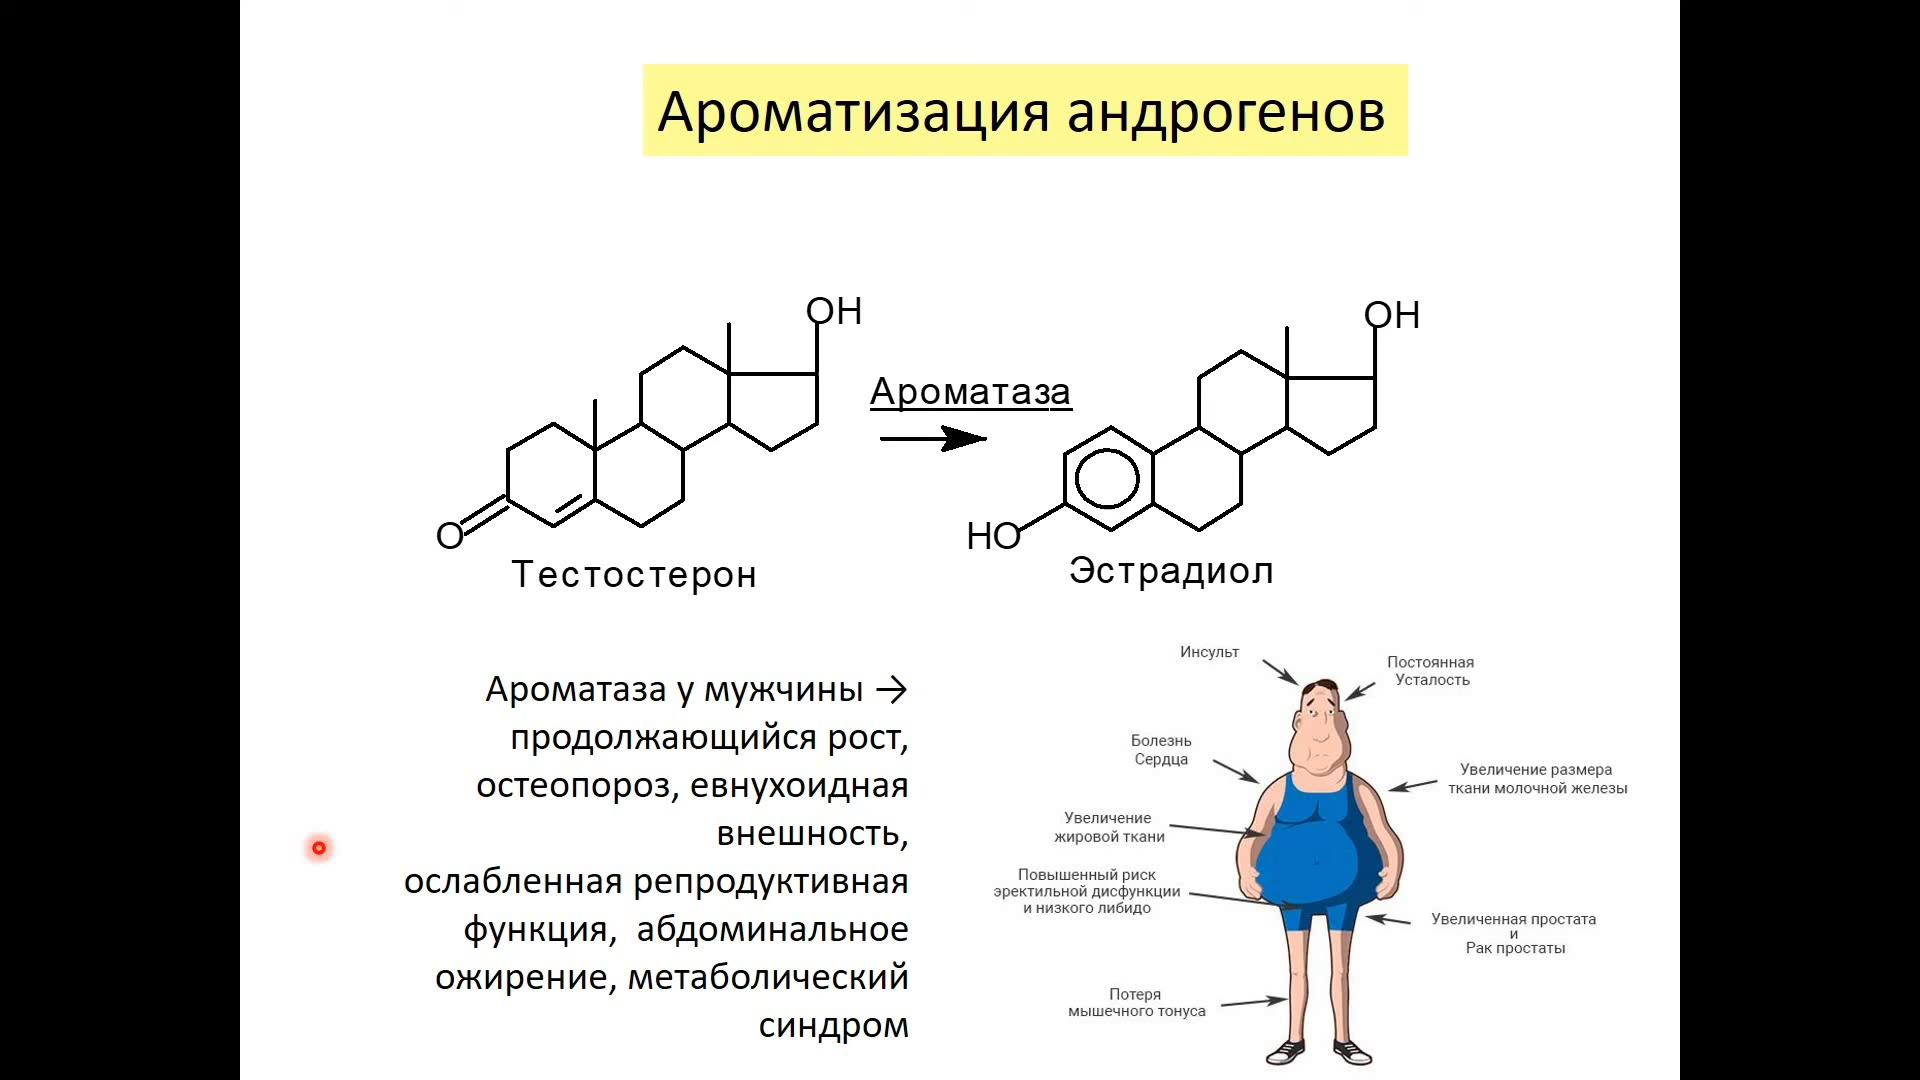 Ароматизация андрогенов
OH
OH
Ароматаза
O
HO
Тестостерон
Эстрадиол
Ароматаза у мужчины →
продолжающийся рост,
остеопороз, евнухоидная
внешность,
ослабленная репродуктивная
функция, абдоминальное
ожирение, метаболический
синдром
Инсульт
Постоянная
Усталость
Болезнь
Сердца
Увеличение размера
ткани молочной железы
Увеличение
жировой ткани
Повышенный риск
эректильной дисфункции
и низкого либидо
Увеличенная простата
и
Рак простаты
Потеря
мышечного тонуса